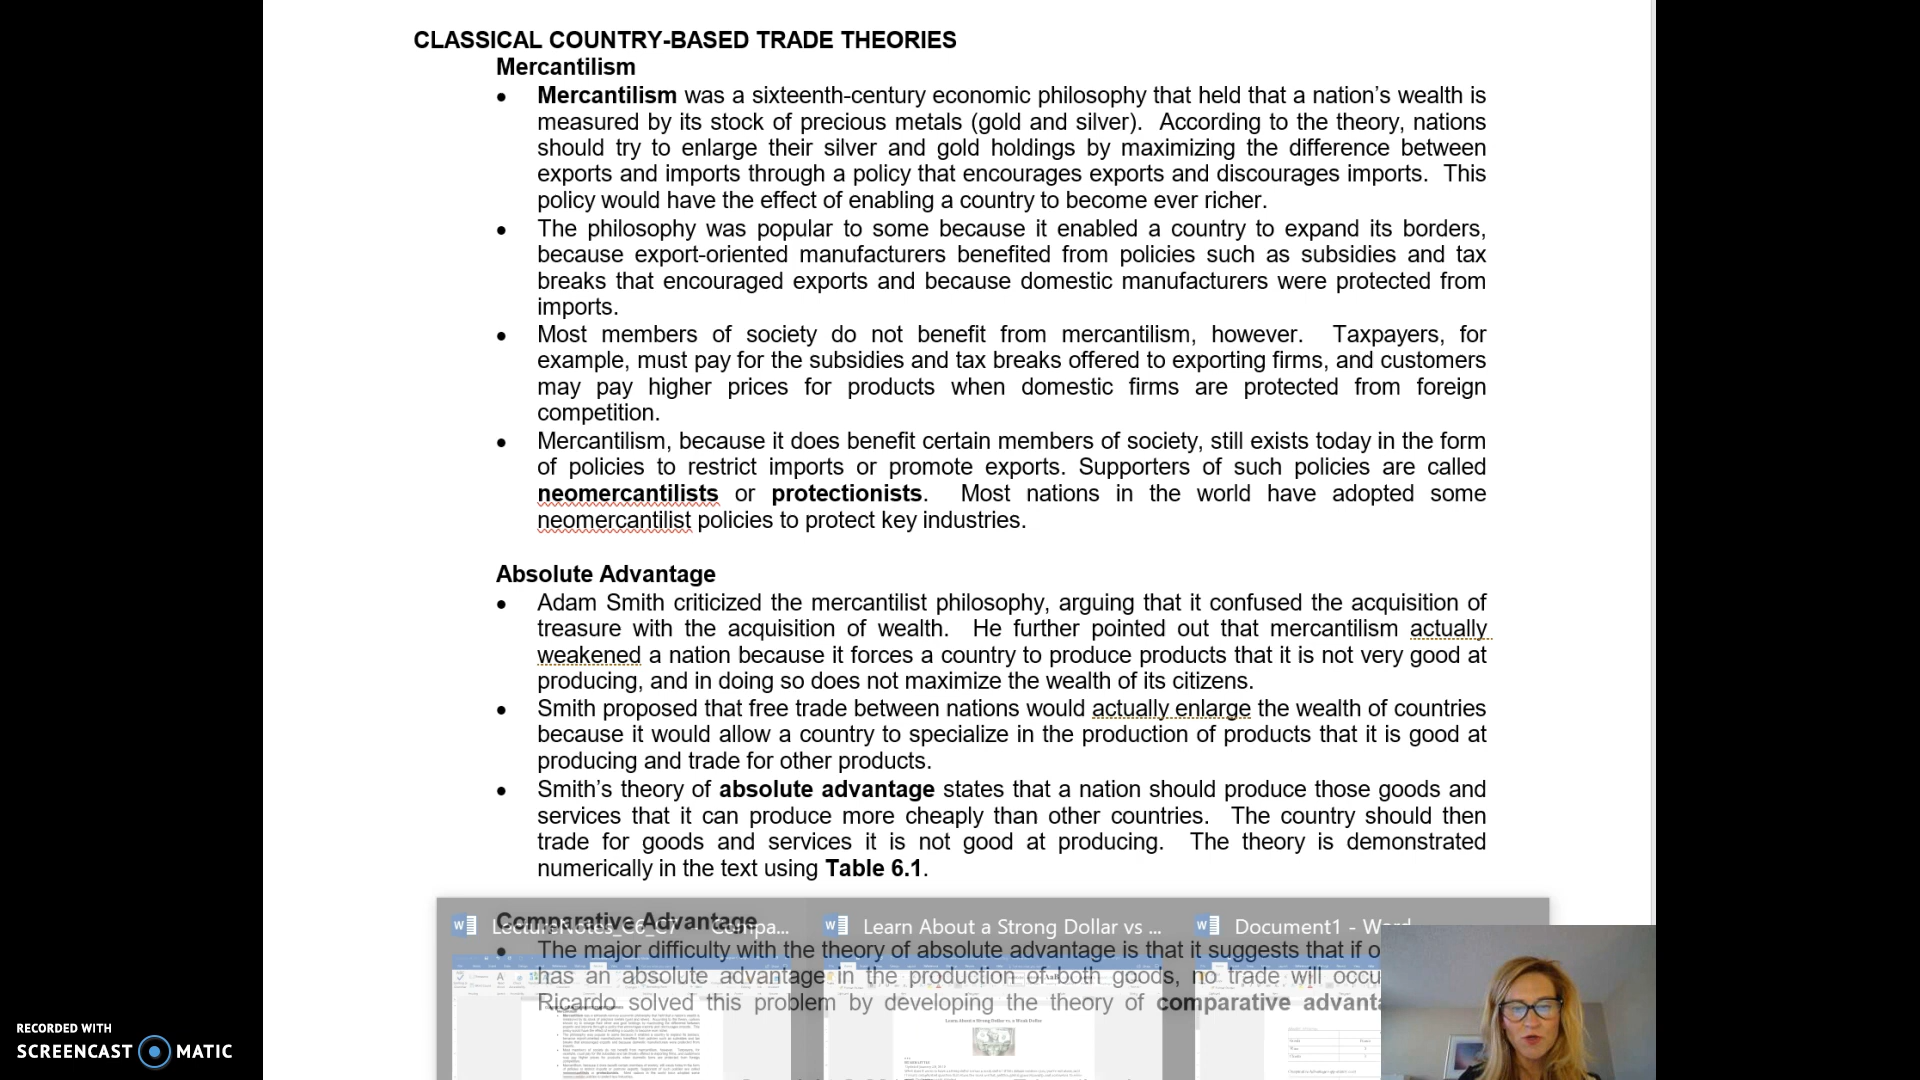 CLASSICAL COUNTRY-BASED TRADE THEORIES
Mercantilism
• Mercantilism was a sixteenth-century economic philosophy that held that a nation’s wealth is
measured by its stock of precious metals (gold and silver). According to the theory, nations
should try to enlarge their silver and gold holdings by maximizing the difference between
exports and imports through a policy that encourages exports and discourages imports. This
policy would have the effect of enabling a country to become ever richer.
• The philosophy was popular to some because it enabled a country to expand its borders,
because export-oriented manufacturers benefited from policies such as subsidies and tax
breaks that encouraged exports and because domestic manufacturers were protected from
imports.
• Most members of society do not benefit from mercantilism, however. Taxpayers, for
example, must pay for the subsidies and tax breaks offered to exporting firms, and customers
may pay higher prices for products when domestic firms are protected from foreign
competition.
• Mercantilism, because it does benefit certain members of society, still exists today in the form
of policies to restrict imports or promote exports. Supporters of such policies are called
neomercantilists or protectionists. Most nations in the world have adopted some
neomercantilist policies to protect key industries.
Absolute Advantage
• Adam Smith criticized the mercantilist philosophy, arguing that it confused the acquisition of
treasure with the acquisition of wealth. He further pointed out that mercantilism actually
weakened a nation because it forces a country to produce products that it is not very good at
producing, and in doing so does not maximize the wealth of its citizens.
• Smith proposed that free trade between nations would actually enlarge the wealth of countries
because it would allow a country to specialize in the production of products that it is good at
producing and trade for other products.
• Smith’s theory of absolute advantage states that a nation should produce those goods and
services that it can produce more cheaply than other countries. The country should then
trade for goods and services it is not good at producing. The theory is demonstrated
numerically in the text using Table 6.1.
Comparative Advantage
LectureNotes_C6_C7 - Compa...
Learn About a Strong Dollar vs ...
Document1 - Word
• The major difficulty with the theory of absolute advantage is that it suggests that if o
has an absolute advantage in the production of both goods, no trade will occu
Ricardo solved this problem by developing the theory of comparative advanta
Learn About a Strong Dollar vs. a Weak Dollar
RECORDED WITH
SCREENCAST MATIC